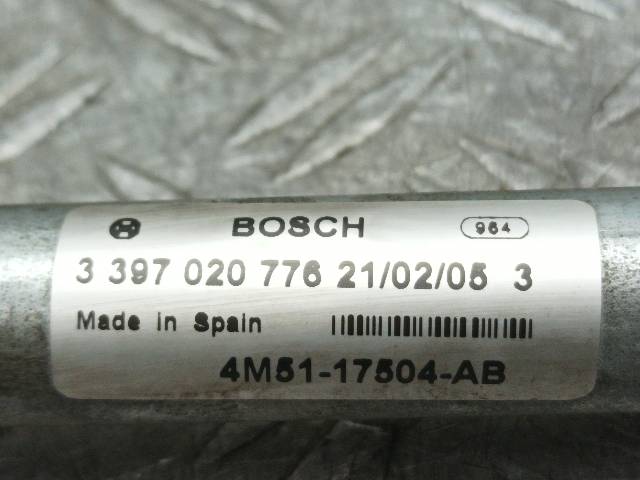 BOSCH 964
3 397 020 776 21/02/05 3
Made in Spain
4M51-17504-AB